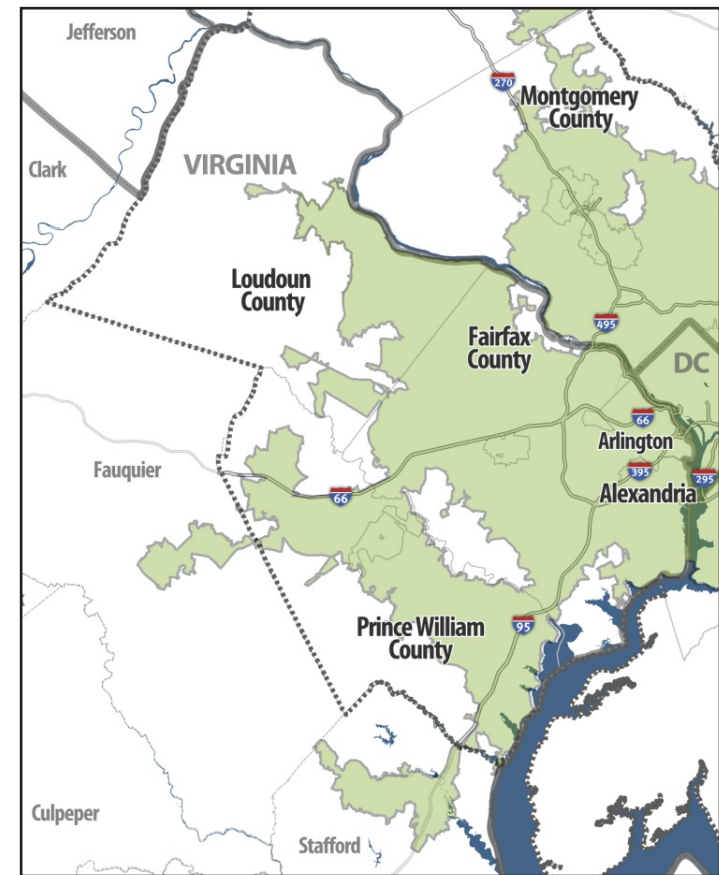 Jefferson
270
Montgomery
County
Clark
VIRGINIA
Loudoun
County
495
Fairfax
County
DC
66
Arlington
Fauquier
395
295
66
Alexandria
Prince William
County
95
Culpeper
Stafford